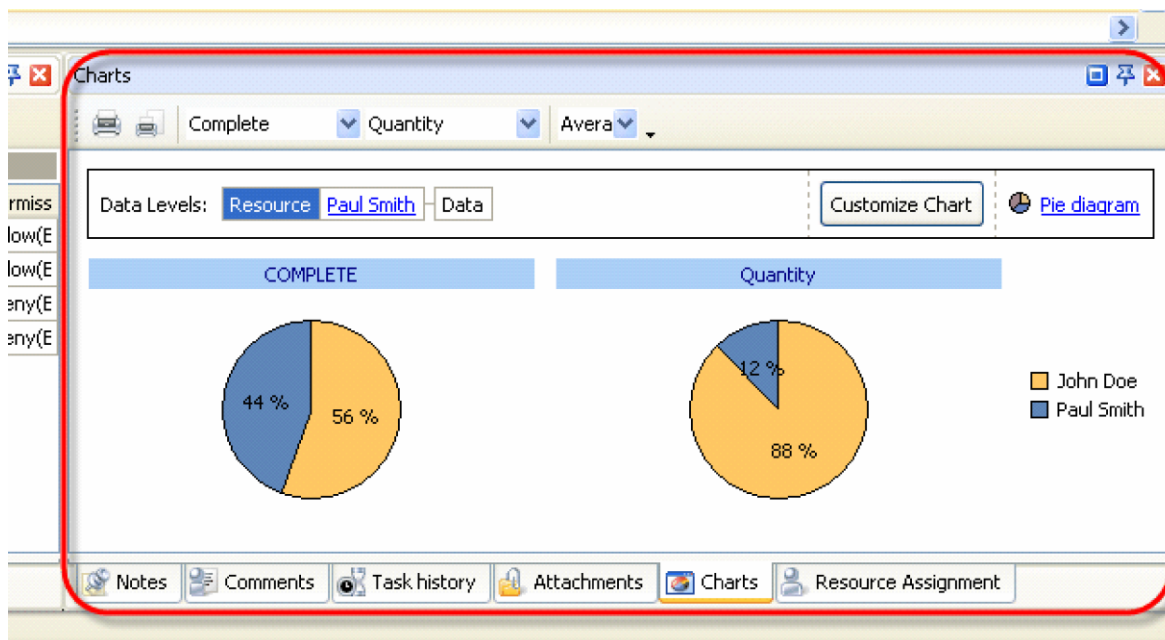 Charts
Complete Quantity Avera
rmiss
low(E
low(E
eny(E
eny(E
Data Levels: Resource Paul Smith Data Customize Chart Pie diagram
COMPLETE Quantity
44 % 56 %
12 % 88 %
John Doe
Paul Smith
Notes Comments Task history Attachments Charts Resource Assignment